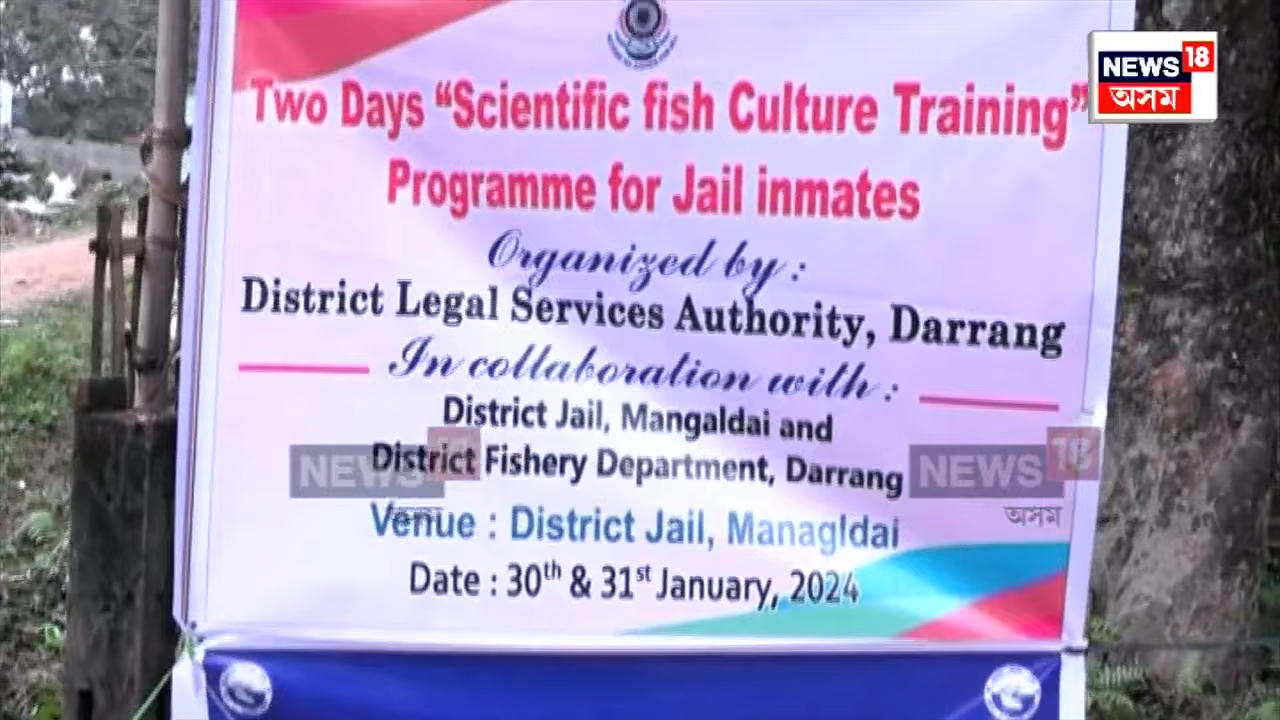 NEWS 18
অসম
Two Days “Scientific fish Culture Training”
Programme for Jail inmates
Organized by :
District Legal Services Authority, Darrang
In collaboration with :
District Jail, Mangaldai and
District Fishery Department, Darrang
NEWS 18
NEWS 18
অসম
Venue : District Jail, Managldai
Date : 30th & 31st January, 2024